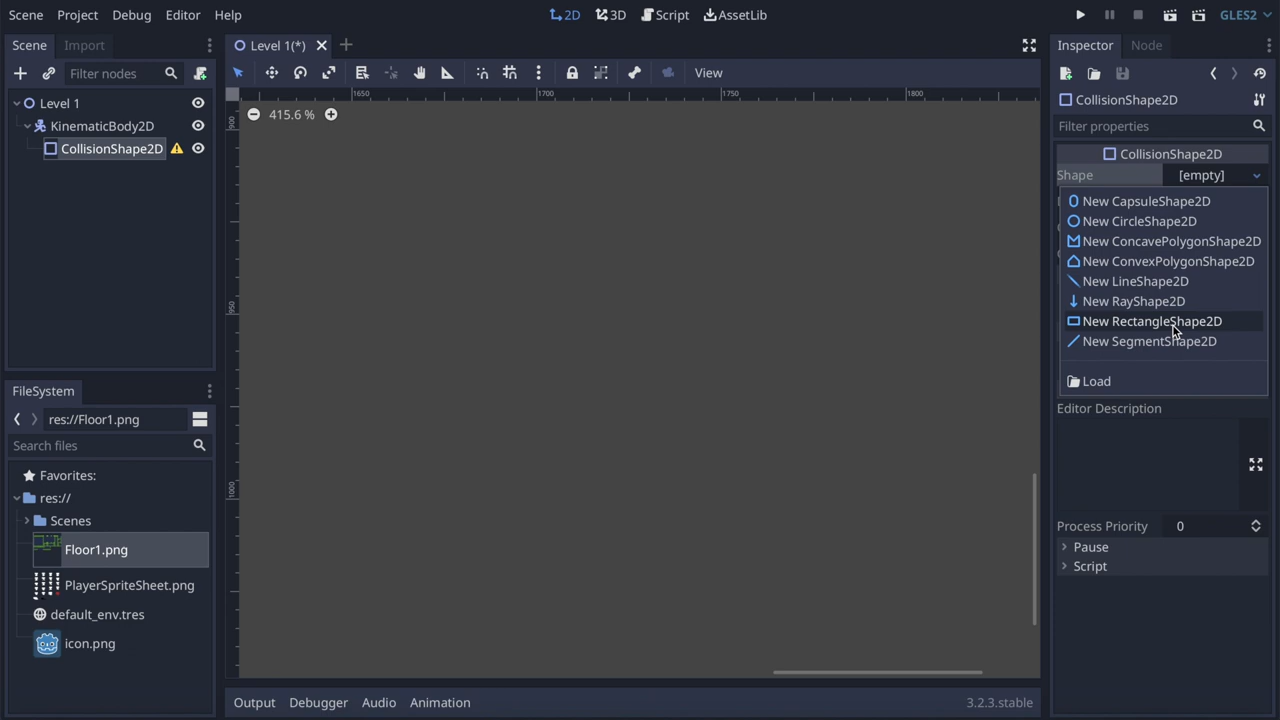 Scene Project Debug Editor Help
2D 3D Script AssetLib
GLES2
Scene Import
Filter nodes
Level 1
KinematicBody2D
CollisionShape2D
Level 1(*)
View
1650 1700 1750 1800
900
950
1000
415.6 %
FileSystem
res://Floor1.png
Search files
Favorites:
res://
Scenes
Floor1.png
PlayerSpriteSheet.png
default_env.tres
icon.png
Output Debugger Audio Animation
3.2.3.stable
Inspector Node
CollisionShape2D
Filter properties
CollisionShape2D
Shape [empty]
New CapsuleShape2D
New CircleShape2D
New ConcavePolygonShape2D
New ConvexPolygonShape2D
New LineShape2D
New RayShape2D
New RectangleShape2D
New SegmentShape2D
Load
Editor Description
Process Priority 0
Pause
Script